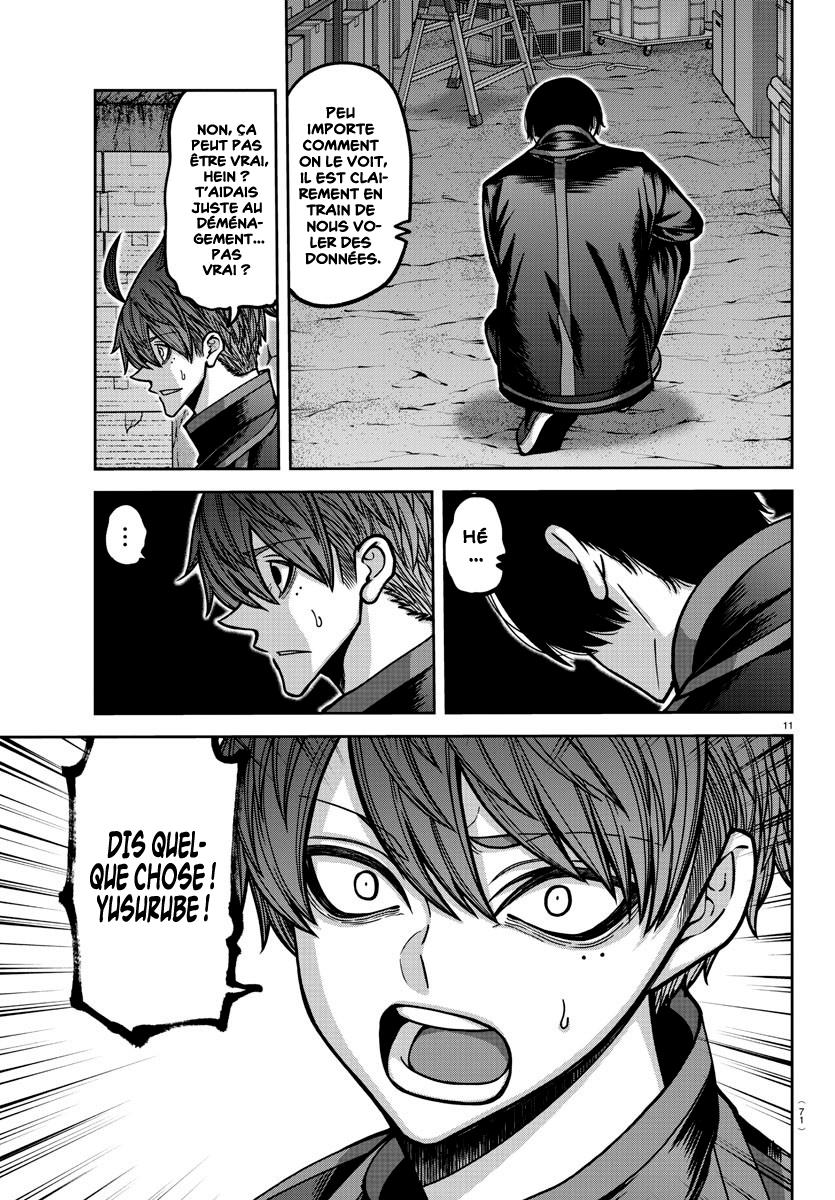 PEU
IMPORTE
COMMENT
ON LE VOIT,
IL EST CLAI-
REMENT EN
TRAIN DE
NOUS VO-
LER DES
DONNÉES.
NON, ÇA
PEUT PAS
ÊTRE VRAI,
HEIN ?
T'AIDAIS
JUSTE AU
DÉMÉNA-
GEMENT...
PAS
VRAI ?
HÉ
...
...
11
DIS QUEL-
QUE CHOSE !
YUSURUBE !
(71)